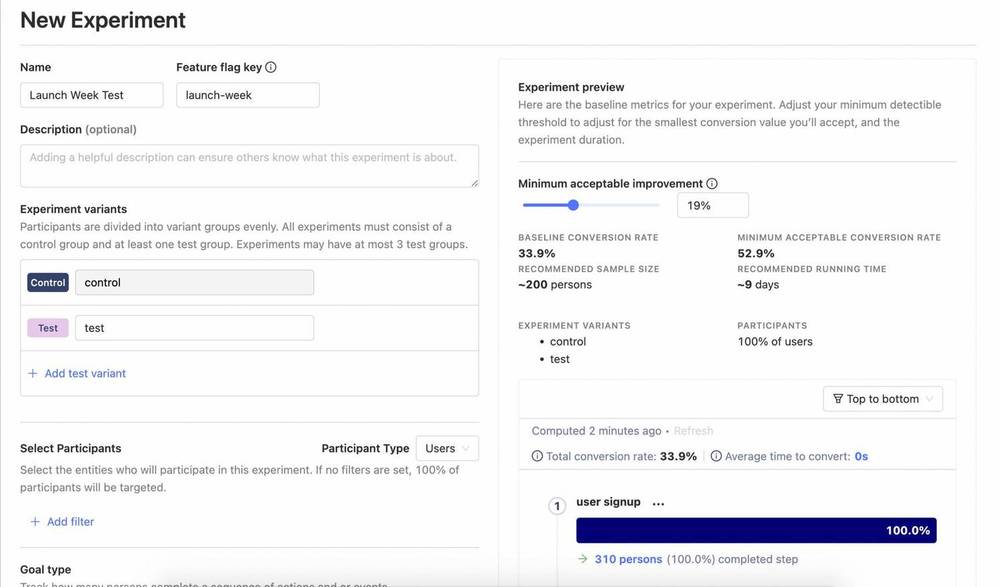 New Experiment
Name
Feature flag key
Launch Week Test
launch-week
Description (optional)
Adding a helpful description can ensure others know what this experiment is about.
Experiment variants
Participants are divided into variant groups evenly. All experiments must consist of a
control group and at least one test group. Experiments may have at most 3 test groups.
Control
control
Test
test
+ Add test variant
Select Participants
Participant Type
Users
Select the entities who will participate in this experiment. If no filters are set, 100% of
participants will be targeted.
+ Add filter
Goal type
Track how many persons complete a sequence of actions and or events
Experiment preview
Here are the baseline metrics for your experiment. Adjust your minimum detectible
threshold to adjust for the smallest conversion value you'll accept, and the
experiment duration.
Minimum acceptable improvement
19%
BASELINE CONVERSION RATE
33.9%
MINIMUM ACCEPTABLE CONVERSION RATE
52.9%
RECOMMENDED SAMPLE SIZE
~200 persons
RECOMMENDED RUNNING TIME
~9 days
EXPERIMENT VARIANTS
• control
• test
PARTICIPANTS
100% of users
Top to bottom
Computed 2 minutes ago • Refresh
Total conversion rate: 33.9%
Average time to convert: 0s
1
user signup ...
100.0%
→ 310 persons (100.0%) completed step